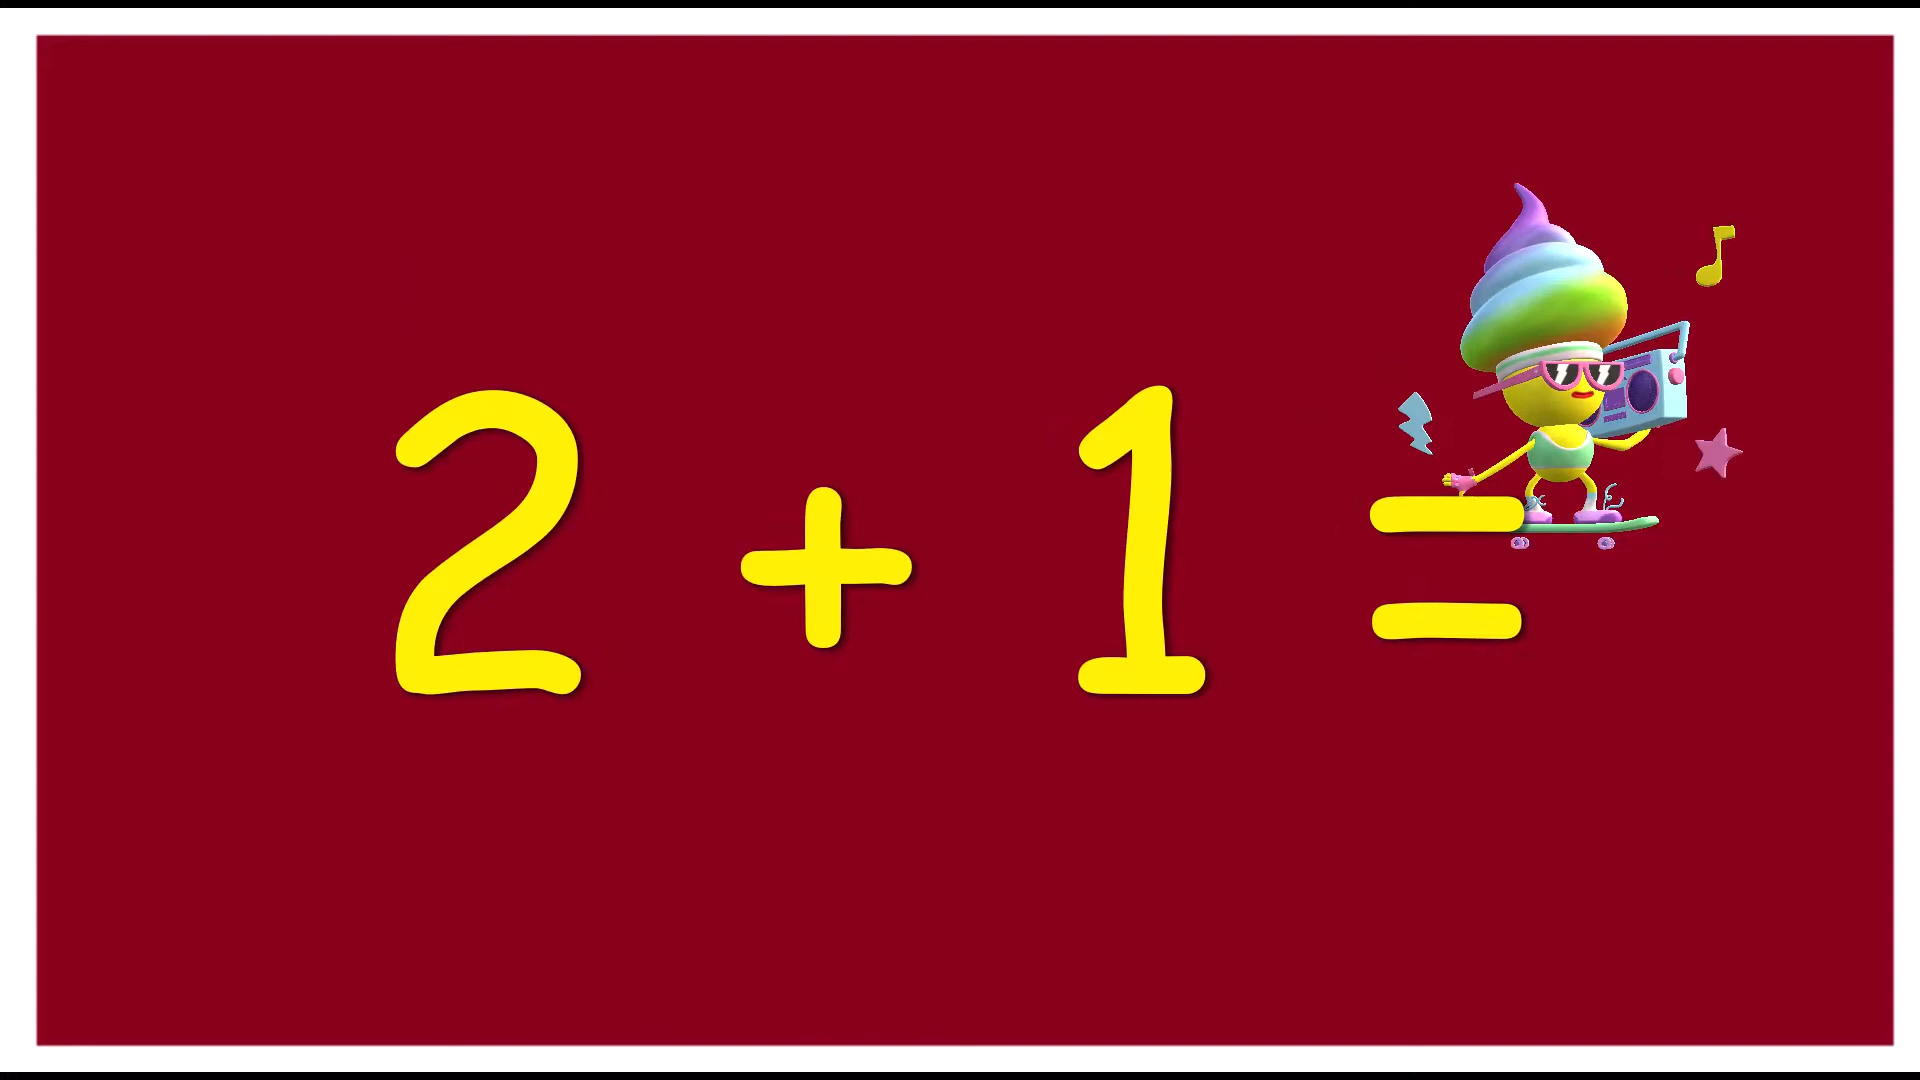 2 + 1 =